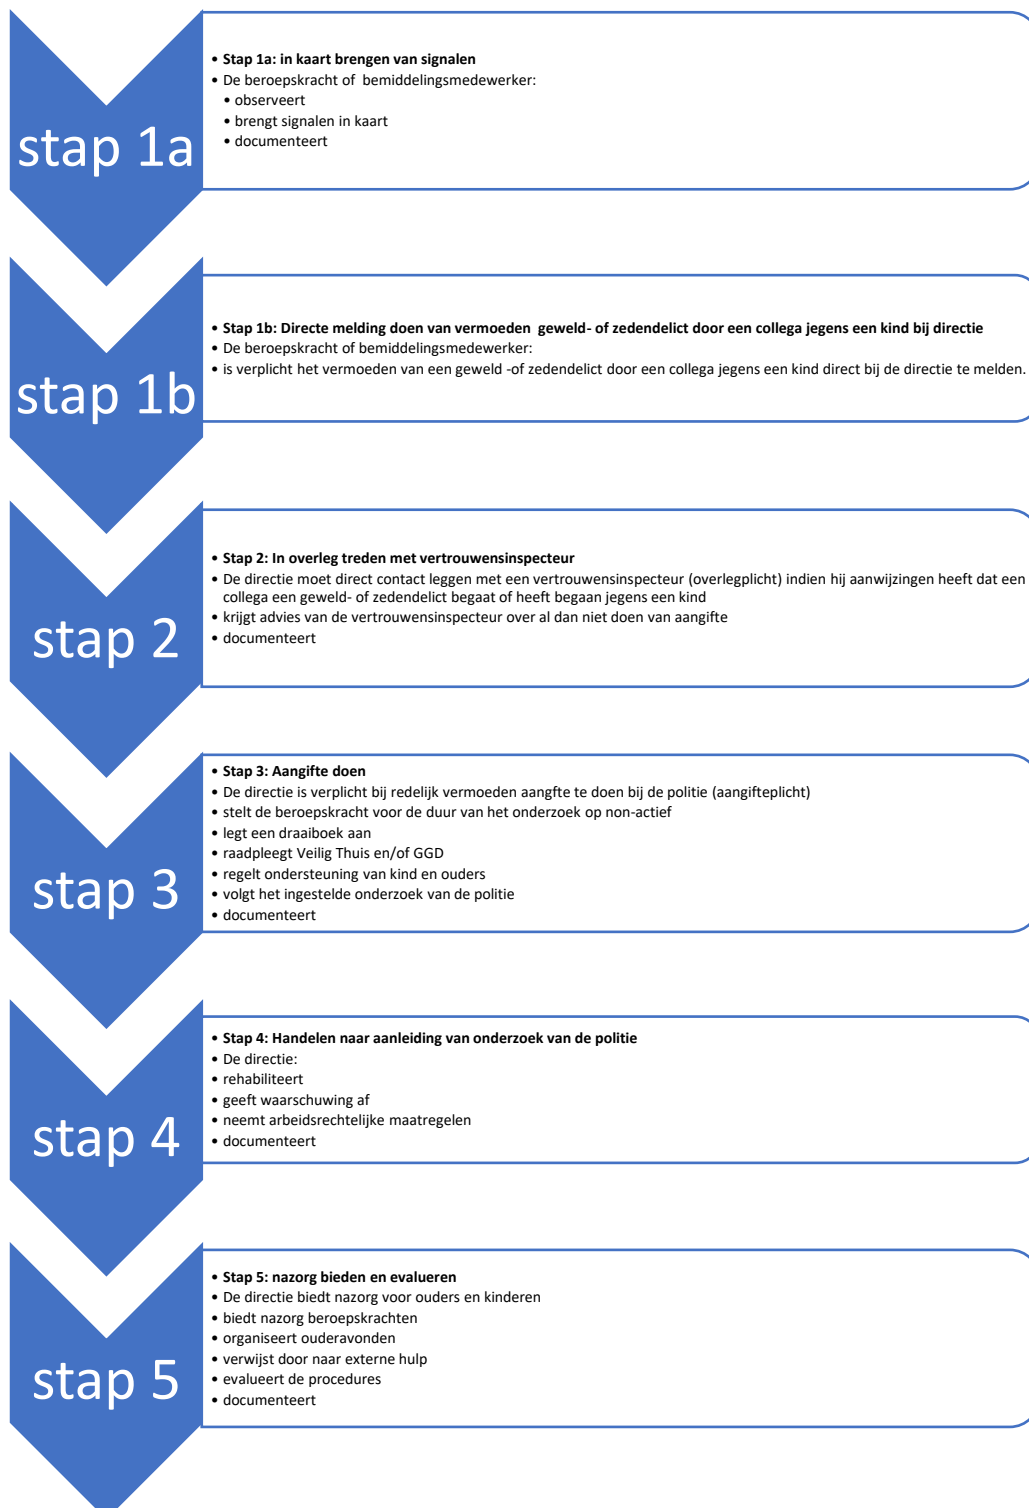 stap 1a
• Stap 1a: in kaart brengen van signalen
• De beroepskracht of  bemiddelingsmedewerker:
• observeert
• brengt signalen in kaart
• documenteert
stap 1b
• Stap 1b: Directe melding doen van vermoeden  geweld- of zedendelict door een collega jegens een kind bij directie
• De beroepskracht of bemiddelingsmedewerker:
• is verplicht het vermoeden van een geweld -of zedendelict door een collega jegens een kind direct bij de directie te melden.
stap 2
• Stap 2: In overleg treden met vertrouwensinspecteur
• De directie moet direct contact leggen met een vertrouwensinspecteur (overlegplicht) indien hij aanwijzingen heeft dat een
collega een geweld- of zedendelict begaat of heeft begaan jegens een kind
• krijgt advies van de vertrouwensinspecteur over al dan niet doen van aangifte
• documenteert
stap 3
• Stap 3: Aangifte doen
• De directie is verplicht bij redelijk vermoeden aangfte te doen bij de politie (aangifteplicht)
• stelt de beroepskracht voor de duur van het onderzoek op non-actief
• legt een draaiboek aan
• raadpleegt Veilig Thuis en/of GGD
• regelt ondersteuning van kind en ouders
• volgt het ingestelde onderzoek van de politie
• documenteert
stap 4
• Stap 4: Handelen naar aanleiding van onderzoek van de politie
• De directie:
• rehabiliteert
• geeft waarschuwing af
• neemt arbeidsrechtelijke maatregelen
• documenteert
stap 5
• Stap 5: nazorg bieden en evalueren
• De directie biedt nazorg voor ouders en kinderen
• biedt nazorg beroepskrachten
• organiseert ouderavonden
• verwijst door naar externe hulp
• evalueert de procedures
• documenteert